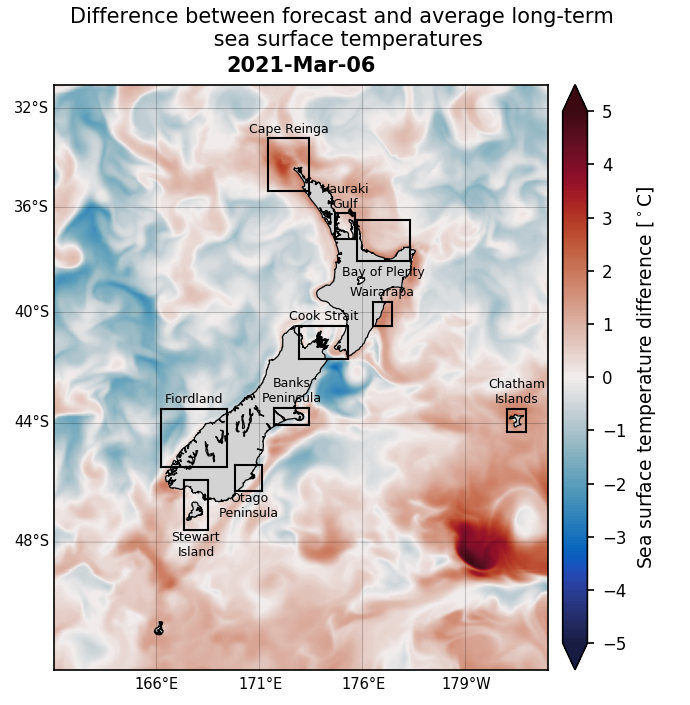 Difference between forecast and average long-term
sea surface temperatures
2021-Mar-06
32°S
36°S
40°S
44°S
48°S
166°E
171°E
176°E
179°W
Cape Reinga
Hauraki
Gulf
Bay of Plenty
Wairarapa
Cook Strait
Banks
Peninsula
Chatham
Islands
Fiordland
Otago
Peninsula
Stewart
Island
5
4
3
2
1
0
−1
−2
−3
−4
−5
Sea surface temperature difference [°C]